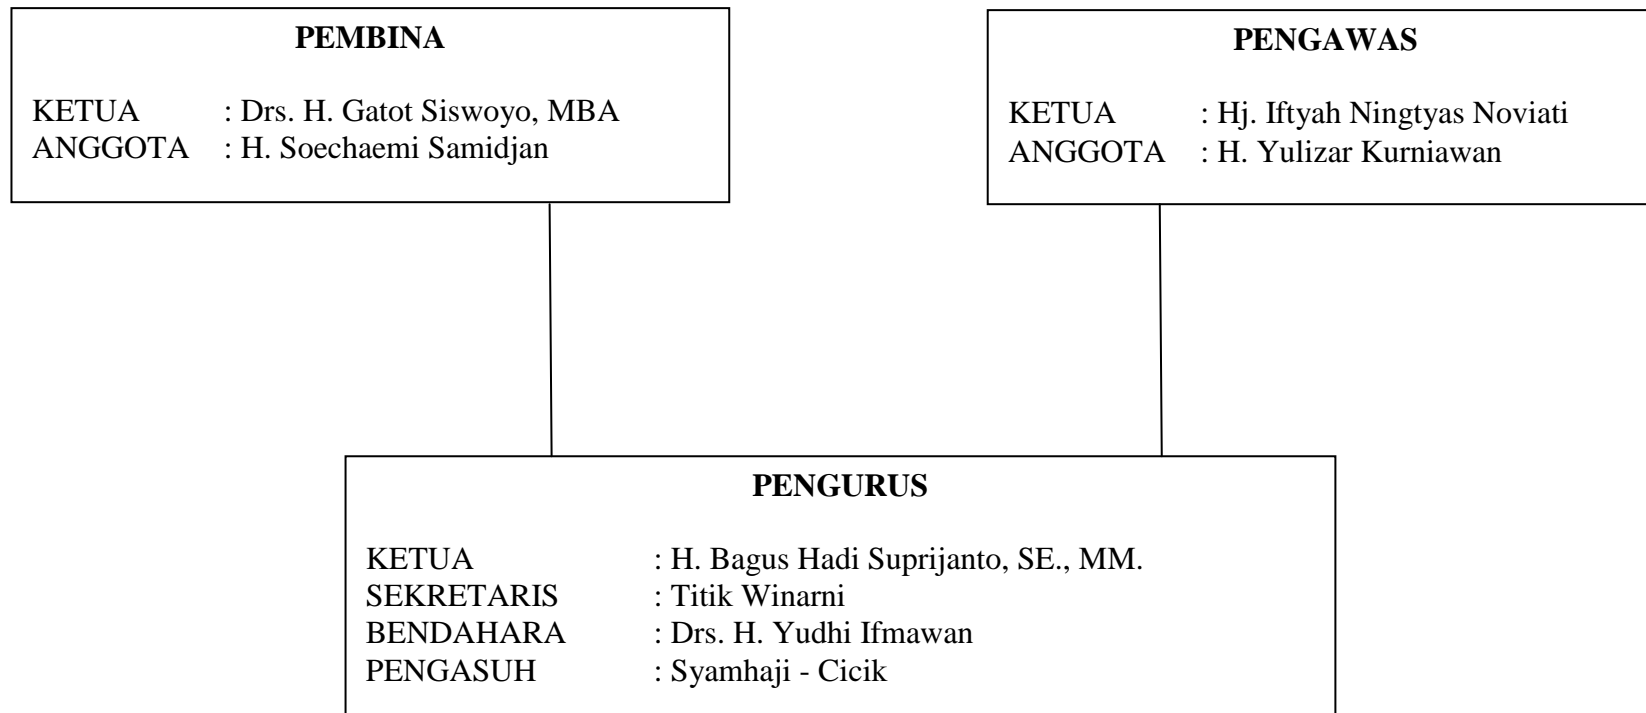 PEMBINA
KETUA : Drs. H. Gatot Siswoyo, MBA
ANGGOTA : H. Soechaemi Samidjan
PENGAWAS
KETUA : Hj. Iftyah Ningtyas Noviati
ANGGOTA : H. Yulizar Kurniawan
PENGURUS
KETUA : H. Bagus Hadi Suprijanto, SE., MM.
SEKRETARIS : Titik Winarni
BENDAHARA : Drs. H. Yudhi Ifmawan
PENGASUH : Syamhaji - Cicik